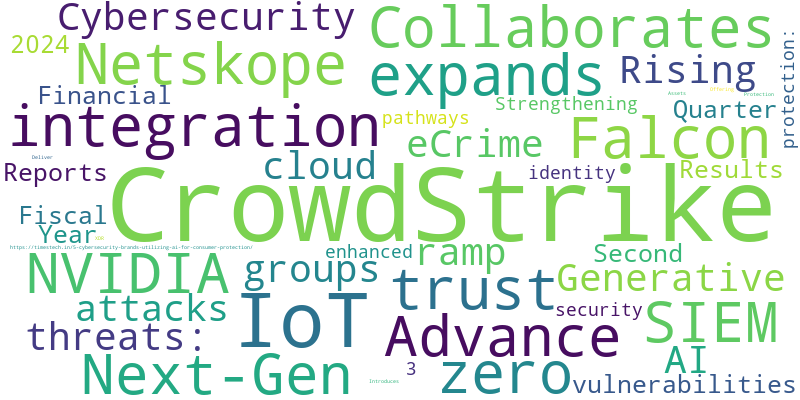 Cybersecurity
Collaborates
2024
Netskope
expands
Rising
protection:
Financial
Strengthening
Offering
Assets
Protection
Quarter
integration
pathways
Falcon
eCrime
Deliver
Reports
cloud
identity
Results
CrowdStrike
Fiscal
Year
XDR
https://timestech.in/5-cybersecurity-brands-utilizing-ai-for-consumer-protection/
enhanced
ramp
Second
NVIDIA
groups
trust
Generative
attacks
IoT
security
threats:
Advance
SIEM
Next-Gen
3
AI
Introduces
zero
vulnerabilities